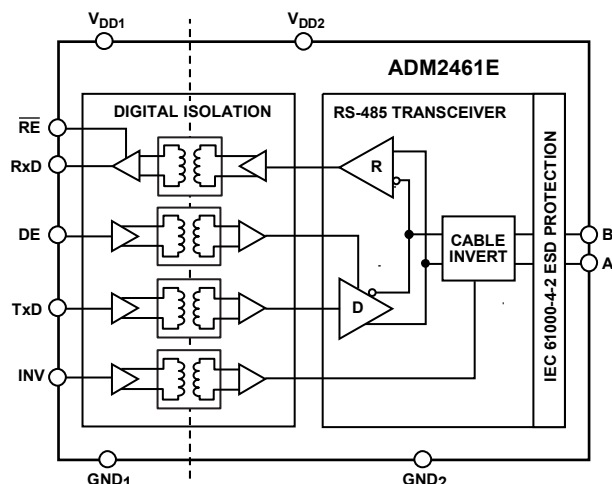 VDD1
VDD2
ADM2461E
DIGITAL ISOLATION
RS-485 TRANSCEIVER
RE
RxD
R
DE
B
CABLE
INVERT
A
IEC 61000-4-2 ESD PROTECTION
TxD
D
INV
GND1
GND2